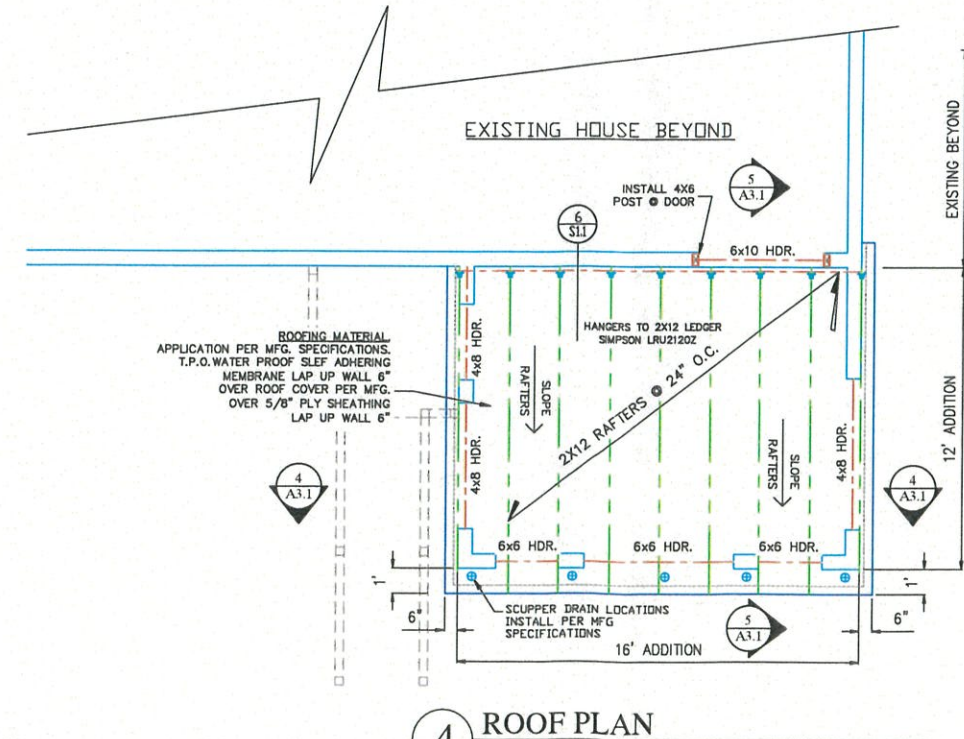 EXISTING HOUSE BEYOND
EXISTING BEYOND
INSTALL 4X6
POST @ DOOR
5
A3.1
6
S1.1
6x10 HDR.
HANGERS TO 2X12 LEDGER
SIMPSON LRU2120Z
ROOFING MATERIAL
APPLICATION PER MFG. SPECIFICATIONS.
T.P.O.WATER PROOF SLEF ADHERING
MEMBRANE LAP UP WALL 6"
OVER ROOF COVER PER MFG.
OVER 5/8" PLY SHEATHING
LAP UP WALL 6"
4x8 HDR.
SLOPE
RAFTERS
2X12 RAFTERS @ 24" O.C.
4x8 HDR.
SLOPE
RAFTERS
4x8 HDR.
12' ADDITION
4
A3.1
4
A3.1
6x6 HDR.
6x6 HDR.
6x6 HDR.
1'
1'
6"
6"
SCUPPER DRAIN LOCATIONS
INSTALL PER MFG
SPECIFICATIONS
5
A3.1
16' ADDITION
4
ROOF PLAN